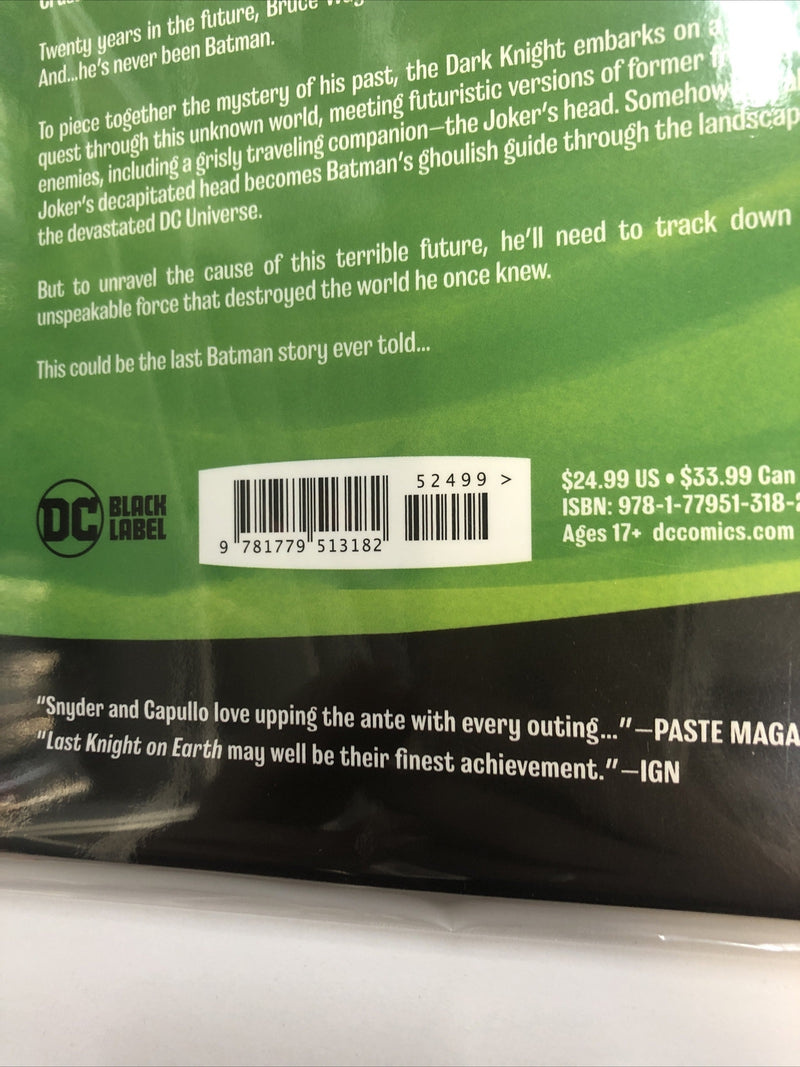 Twenty years in the future, Bruce
And...he's never been Batman.
To piece together the mystery of his past, the Dark Knight embarks on a
quest through this unknown world, meeting futuristic versions of former
enemies, including a grisly traveling companion—the Joker's head. Somehow
Joker's decapitated head becomes Batman's ghoulish guide through the landscap
the devastated DC Universe.
But to unravel the cause of this terrible future, he'll need to track down
unspeakable force that destroyed the world he once knew.
This could be the last Batman story ever told...
DC BLACK
LABEL
52499 >
9 781779 513182
$24.99 US • $33.99 Can
ISBN: 978-1-77951-318-2
Ages 17+ dccomics.com
"Snyder and Capullo love upping the ante with every outing..."—PASTE MAGA
"Last Knight on Earth may well be their finest achievement."—IGN